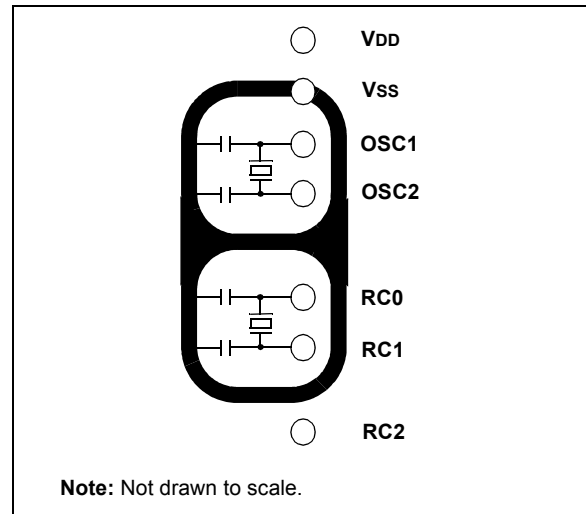 VDD
VSS
OSC1
OSC2
RC0
RC1
RC2
Note: Not drawn to scale.